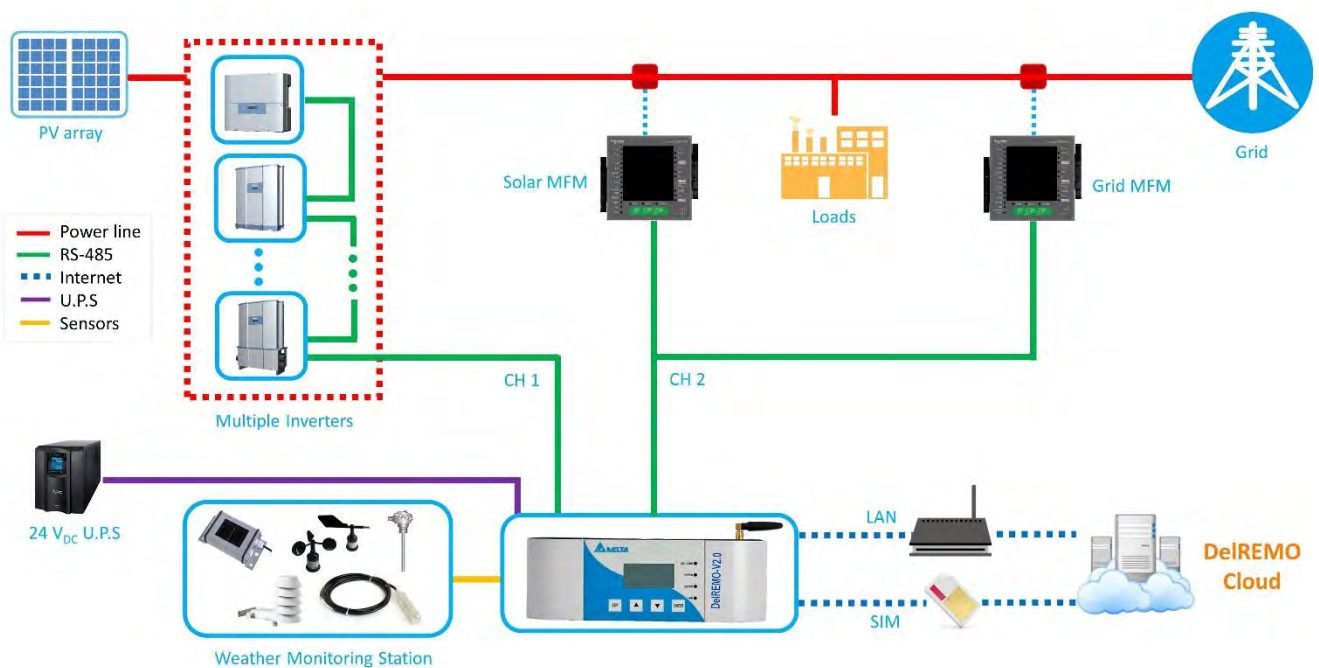 PV array
Solar MFM
Loads
Grid MFM
Grid
Power line
RS-485
Internet
U.P.S
Sensors
CH 1
CH 2
Multiple Inverters
24 VDC U.P.S
LAN
SIM
DELTA
DelREMO-V2.0
DelREMO
Cloud
Weather Monitoring Station